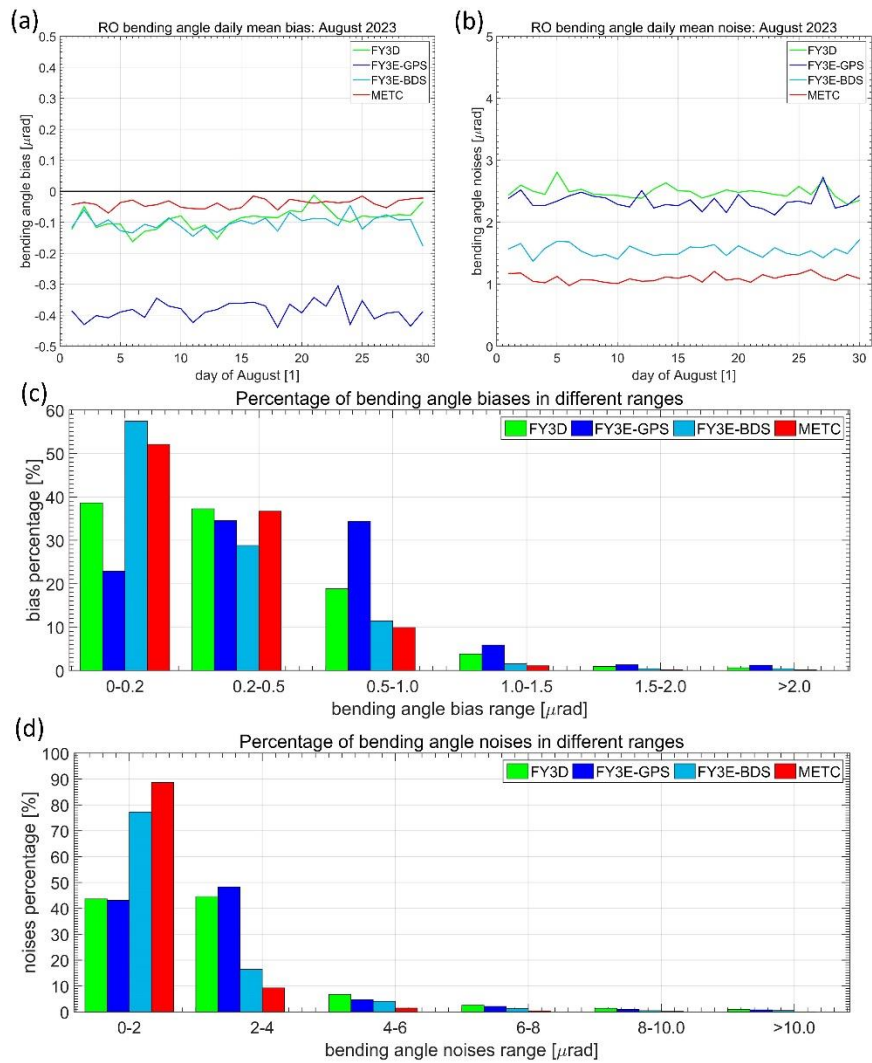 (a)
RO bending angle daily mean bias: August 2023
FY3D
FY3E-GPS
FY3E-BDS
METC
0.5
0.4
0.3
0.2
0.1
0
-0.1
-0.2
-0.3
-0.4
-0.5
bending angle bias [μrad]
0 5 10 15 20 25 30
day of August [1]
(b)
RO bending angle daily mean noise: August 2023
FY3D
FY3E-GPS
FY3E-BDS
METC
5
4
3
2
1
0
bending angle noises [μrad]
0 5 10 15 20 25 30
day of August [1]
(c)
Percentage of bending angle biases in different ranges
FY3D FY3E-GPS FY3E-BDS METC
60
50
40
30
20
10
0
bias percentage [%]
0-0.2 0.2-0.5 0.5-1.0 1.0-1.5 1.5-2.0 >2.0
bending angle bias range [μrad]
(d)
Percentage of bending angle noises in different ranges
FY3D FY3E-GPS FY3E-BDS METC
100
90
80
70
60
50
40
30
20
10
0
noises percentage [%]
0-2 2-4 4-6 6-8 8-10.0 >10.0
bending angle noises range [μrad]